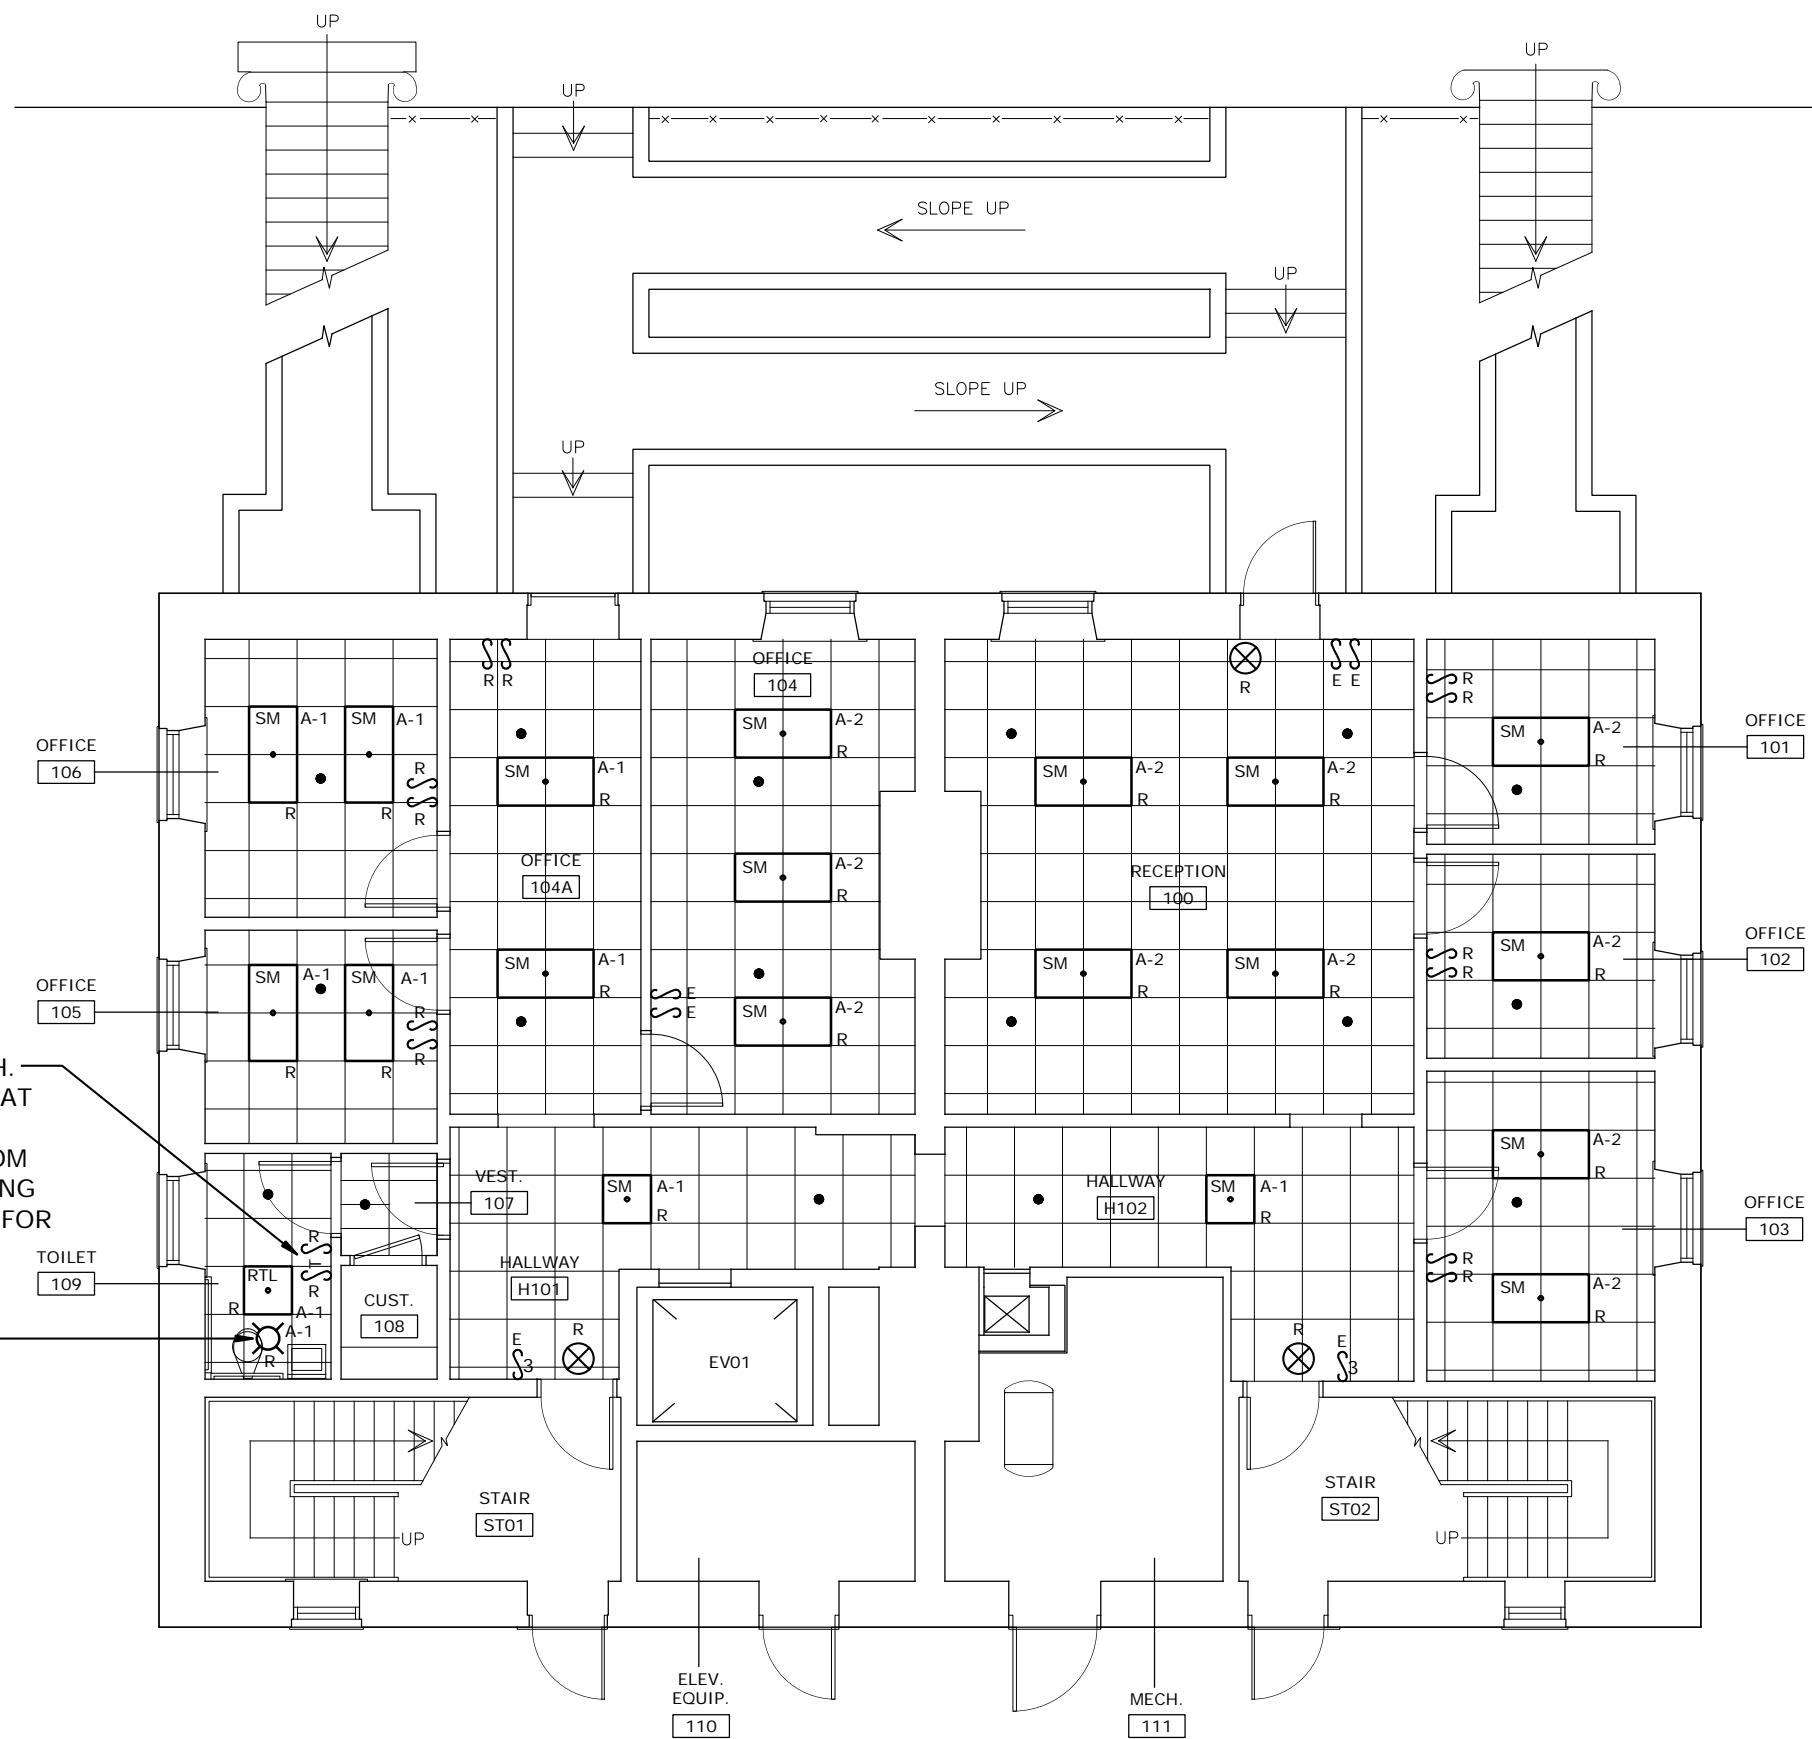 UP
UP
UP
SLOPE UP
UP
SLOPE UP
UP
OFFICE
104
R R
R
E E
R
R
SM A-1
R
SM A-1
R
R
R
OFFICE
106
SM A-2
R
SM A-2
R
OFFICE
101
SM A-1
R
SM A-2
R
SM A-2
R
OFFICE
104A
SM A-2
R
RECEPTION
100
SM A-2
R
R
R
OFFICE
102
SM A-1
R
SM A-1
R
R
R
OFFICE
105
SM A-1
R
E
E
SM A-2
R
SM A-2
R
SM A-2
R
H.
AT
OM
NG
FOR
SM A-2
R
VEST.
107
SM A-1
R
HALLWAY
H102
SM A-1
R
OFFICE
103
R
T
R
TOILET
109
RTL
R
A-1
A-1
R
HALLWAY
H101
R
R
SM A-2
R
CUST.
108
E
3
R
EV01
R
E
3
STAIR
ST01
UP
STAIR
ST02
UP
ELEV.
EQUIP.
110
MECH.
111